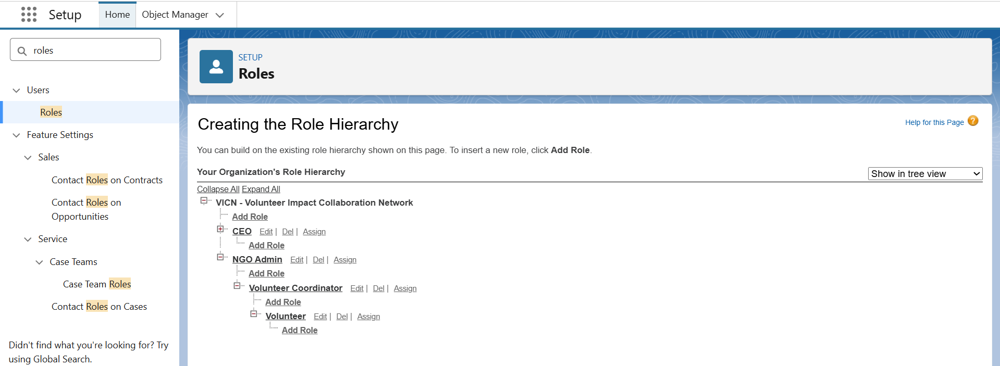 Setup
Home
Object Manager
roles
Users
Roles
Feature Settings
Sales
Contact Roles on Contracts
Contact Roles on
Opportunities
Service
Case Teams
Case Team Roles
Contact Roles on Cases
Didn't find what you're looking for? Try
using Global Search.
SETUP
Roles
Creating the Role Hierarchy
Help for this Page ?
You can build on the existing role hierarchy shown on this page. To insert a new role, click Add Role.
Your Organization's Role Hierarchy
Show in tree view
Collapse All Expand All
VICN - Volunteer Impact Collaboration Network
Add Role
CEO Edit | Del | Assign
Add Role
NGO Admin Edit | Del | Assign
Add Role
Volunteer Coordinator Edit | Del | Assign
Add Role
Volunteer Edit | Del | Assign
Add Role